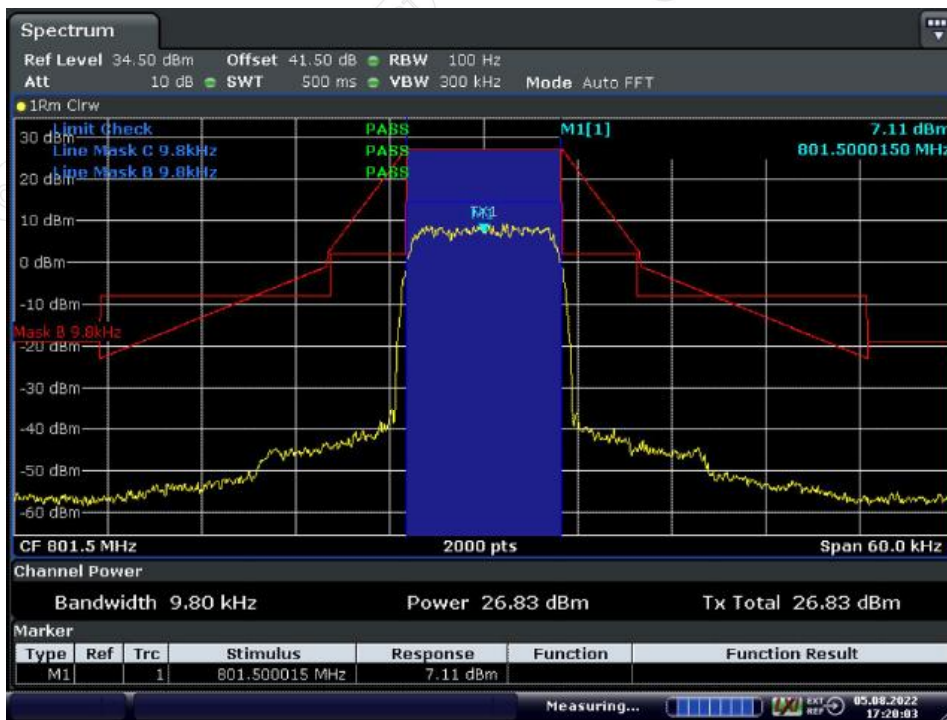 Spectrum
Ref Level 34.50 dBm Offset 41.50 dB RBW 100 Hz
Att 10 dB SWT 500 ms VBW 300 kHz Mode Auto FFT
1Rm Clrw
30 dBm Limit Check PASS M1[1] 7.11 dBm
Line Mask C 9.8kHz PASS 801.5000150 MHz
20 dBm Line Mask B 9.8kHz PASS
10 dBm
0 dBm
-10 dBm
Mask B 9.8kHz
-20 dBm
-30 dBm
-40 dBm
-50 dBm
-60 dBm
CF 801.5 MHz 2000 pts Span 60.0 kHz
Channel Power
Bandwidth 9.80 kHz Power 26.83 dBm Tx Total 26.83 dBm
Marker
Type Ref Trc Stimulus Response Function Function Result
M1 1 801.500015 MHz 7.11 dBm
Measuring... EXT REF 05.08.2022
17:20:03